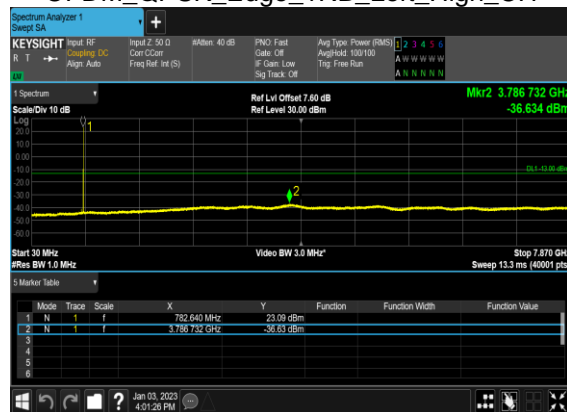 Spectrum Analyzer 1
Swept SA
+
KEYSIGHT
R T
LW
Input: RF
Coupling: DC
Align: Auto
Input Z: 50 Ω
Corr CCorr
Freq Ref: Int (S)
#Atten: 40 dB
PNO: Fast
Gate: Off
IF Gain: Low
Sig Track: Off
Avg Type: Power (RMS)
Avg|Hold: 100/100
Trig: Free Run
1 2 3 4 5 6
A W W W W W
A N N N N N
1 Spectrum
Scale/Div 10 dB
Ref Lvl Offset 7.60 dB
Ref Level 30.00 dBm
Mkr2 3.786 732 GHz
-36.634 dBm
Log
20.0
10.0
0.00
-10.0
-20.0
-30.0
-40.0
-50.0
-60.0
1
2
DL1 -13.00 dBm
Start 30 MHz
#Res BW 1.0 MHz
Video BW 3.0 MHz*
Stop 7.870 GHz
Sweep 13.3 ms (40001 pts)
5 Marker Table
Mode Trace Scale X Y Function Function Width Function Value
1 N 1 f 782.640 MHz 23.09 dBm
2 N 1 f 3.786 732 GHz -36.63 dBm
3
4
5
6
?
Jan 03, 2023
4:01:26 PM